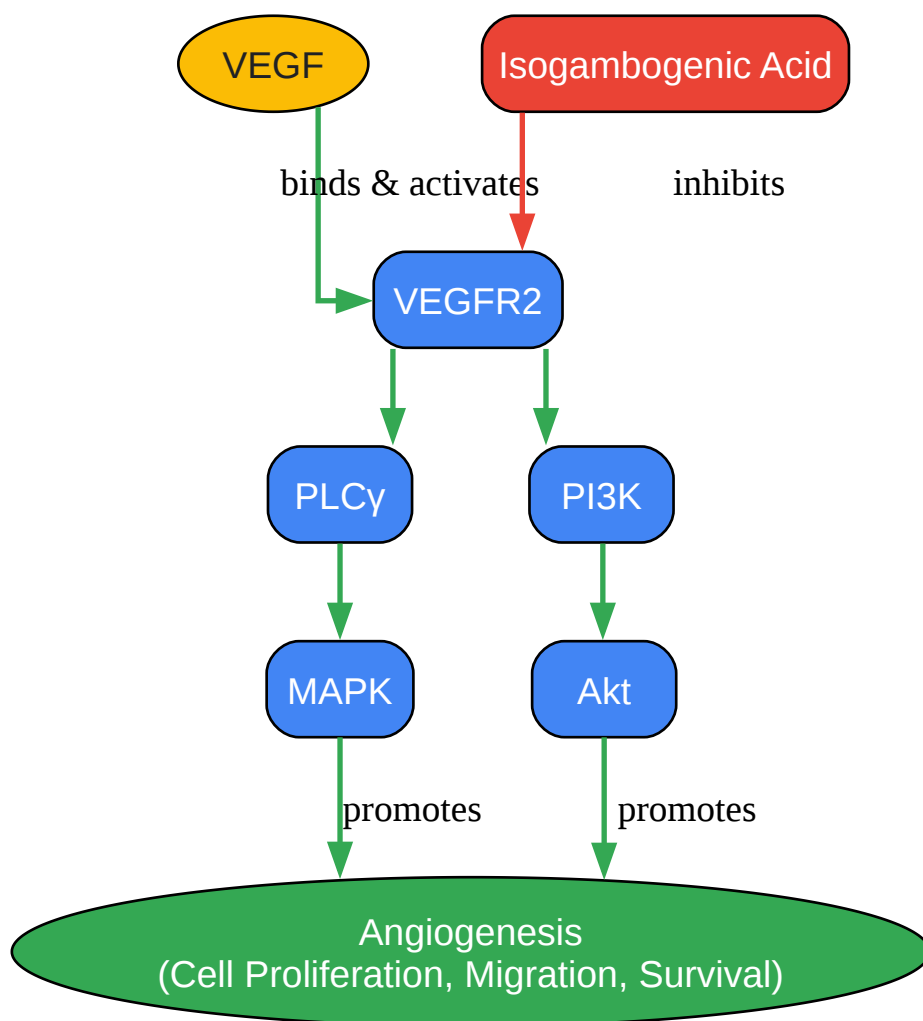 VEGF
Isogambogenic Acid
binds & activates
inhibits
VEGFR2
PLCγ
PI3K
MAPK
Akt
promotes
promotes
Angiogenesis
(Cell Proliferation, Migration, Survival)